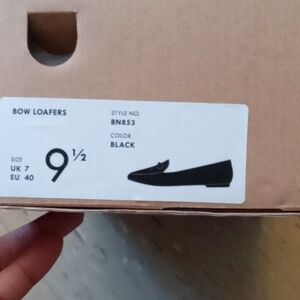 BOW LOAFERS
STYLE NO.
BN853
COLOR
BLACK
SIZE
UK 7
EU 40
9 ½